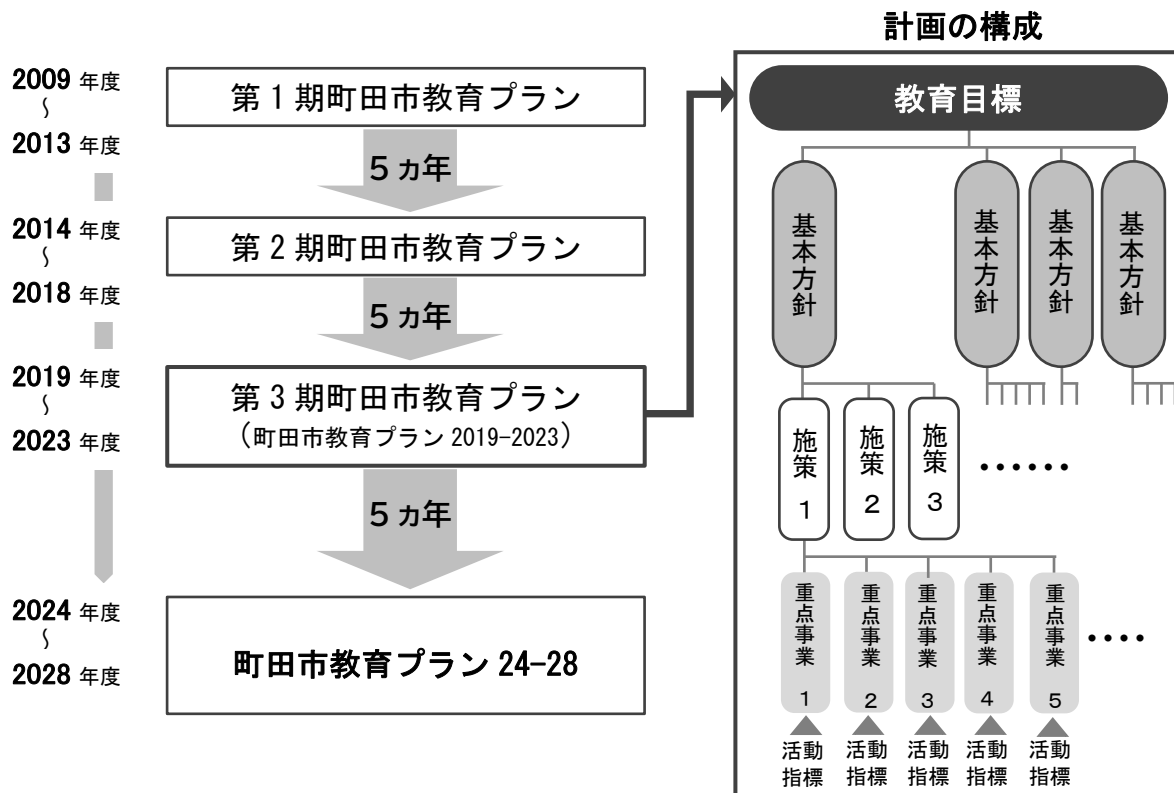 2009 年度
~
2013 年度
2014 年度
~
2018 年度
2019 年度
~
2023 年度
2024 年度
~
2028 年度
第1期町田市教育プラン
5ヵ年
第2期町田市教育プラン
5ヵ年
第3期町田市教育プラン
(町田市教育プラン 2019-2023)
5ヵ年
町田市教育プラン 24-28
計画の構成
教育目標
基本方針
基本方針
基本方針
基本方針
施策1
施策2
施策3
••••••
重点事業1
重点事業2
重点事業3
重点事業4
重点事業5
••••
活動
指標
活動
指標
活動
指標
活動
指標
活動
指標